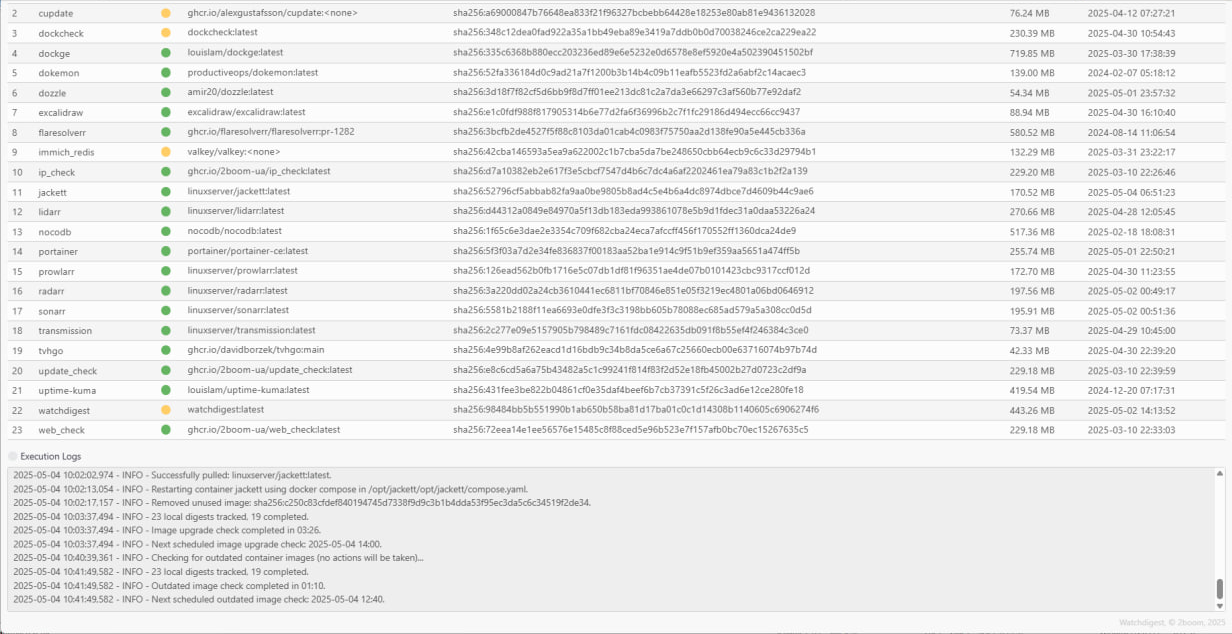 2 cupdate ghcr.io/alexgustafsson/cupdate:<none> sha256:a69000847b76648ea833f21f96327bcbebb64428e18253e80ab81e9436132028 76.24 MB 2025-04-12 07:27:21
3 dockcheck dockcheck:latest sha256:348c12dea0fad922a35a1bb49eba89e3419a7ddb0b0d70038246ce2ca229ea22 230.39 MB 2025-04-30 10:54:43
4 dockge louislam/dockge:latest sha256:335c6368b880ecc203236ed89e6e5232e0d6578e8ef5920e4a502390451502bf 719.85 MB 2025-03-30 17:38:39
5 dokemon productiveops/dokemon:latest sha256:52fa336184d0c9ad21a7f1200b3b14b4c09b11eafb5523fd2a6abf2c14acaec3 139.00 MB 2024-02-07 05:18:12
6 dozzle amir20/dozzle:latest sha256:3d18f7f82cf5d6bb9f8d7ff01ee213dc81c2a7da3e66297c3af560b77e92daf2 54.34 MB 2025-05-01 23:57:32
7 excalidraw excalidraw/excalidraw:latest sha256:e1c0fdf988f817905314b6e77d2fa6f36996b2c7f1fc29186d494ecc66cc9437 88.94 MB 2025-04-30 16:10:40
8 flaresolverr ghcr.io/flaresolverr/flaresolverr:pr-1282 sha256:3bcfb2de4527f5f88c8103da01cab4c0983f75750aa2d138fe90a5e445cb336a 580.52 MB 2024-08-14 11:06:54
9 immich_redis valkey/valkey:<none> sha256:42cba146593a5ea9a622002c1b7cba5da7be248650cbb64ecb9c6c33d29794b1 132.29 MB 2025-03-31 23:22:17
10 ip_check ghcr.io/2boom-ua/ip_check:latest sha256:d7a10382eb2e617f3e5cbcf7547d4b6c7dc4a6af2202461ea79a83c1b2f2a139 229.20 MB 2025-03-10 22:26:46
11 jackett linuxserver/jackett:latest sha256:52796cf5abbab82fa9aa0be9805b8ad4c5e4b6a4dc8974dbce7d4609b44c9ae6 170.52 MB 2025-05-04 06:51:23
12 lidarr linuxserver/lidarr:latest sha256:d44312a0849e84970a5f13db183eda993861078e5b9d1fdec31a0daa53226a24 270.66 MB 2025-04-28 12:05:45
13 nocodb nocodb/nocodb:latest sha256:1f65c6e3dae2e3354c709f682cba24eca7afccff456f170552ff1360dca24de9 517.36 MB 2025-02-18 18:08:31
14 portainer portainer/portainer-ce:latest sha256:5f3f03a7d2e34fe836837f00183aa52ba1e914c9f51b9ef359aa5651a474ff5b 255.74 MB 2025-05-01 22:50:21
15 prowlarr linuxserver/prowlarr:latest sha256:126ead562b0fb1716e5c07db1df81f96351ae4de07b0101423cbc9317ccf012d 172.70 MB 2025-04-30 11:23:55
16 radarr linuxserver/radarr:latest sha256:3a220dd02a24cb3610441ec6811bf70846e851e05f3219ec4801a06bd0646912 197.56 MB 2025-05-02 00:49:17
17 sonarr linuxserver/sonarr:latest sha256:5581b2188f11ea6693e0dfe3f3c3198bb605b78088ec685ad579a5a308cc0d5d 195.91 MB 2025-05-02 00:51:36
18 transmission linuxserver/transmission:latest sha256:2c277e09e5157905b798489c7161fdc08422635db091f8b55ef4f246384c3ce0 73.37 MB 2025-04-29 10:45:00
19 tvhgo ghcr.io/davidborzek/tvhgo:main sha256:4e99b8af262eacd1d16bdb9c34b8da5ce6a67c25660ecb00e63716074b97b74d 42.33 MB 2025-04-30 22:39:20
20 update_check ghcr.io/2boom-ua/update_check:latest sha256:e8c6cd5a6a75b43482a5c1c99241f814f83f2d52e18fb45002b27d0723c2df9a 229.18 MB 2025-03-10 22:39:59
21 uptime-kuma louislam/uptime-kuma:latest sha256:431fee3be822b04861cf0e35daf4beef6b7cb37391c5f26c3ad6e12ce280fe18 419.54 MB 2024-12-20 07:17:31
22 watchdigest watchdigest:latest sha256:98484bb5b551990b1ab650b58ba81d17ba01c0c1d14308b1140605c6906274f6 443.26 MB 2025-05-02 14:13:52
23 web_check ghcr.io/2boom-ua/web_check:latest sha256:72eea14e1ee56576e15485c8f88ced5e96b523e7f157afb0bc70ec15267635c5 229.18 MB 2025-03-10 22:33:03
Execution Logs
2025-05-04 10:02:02,974 - INFO - Successfully pulled: linuxserver/jackett:latest.
2025-05-04 10:02:13,054 - INFO - Restarting container jackett using docker compose in /opt/jackett/opt/jackett/compose.yaml.
2025-05-04 10:02:17,157 - INFO - Removed unused image: sha256:c250c83cfdef840194745d7338f9d9c3b1b4dda53f95ec3da5c6c34519f2de34.
2025-05-04 10:03:37,494 - INFO - 23 local digests tracked, 19 completed.
2025-05-04 10:03:37,494 - INFO - Image upgrade check completed in 03:26.
2025-05-04 10:03:37,494 - INFO - Next scheduled image upgrade check: 2025-05-04 14:00.
2025-05-04 10:40:39,361 - INFO - Checking for outdated container images (no actions will be taken)...
2025-05-04 10:41:49,582 - INFO - 23 local digests tracked, 19 completed.
2025-05-04 10:41:49,582 - INFO - Outdated image check completed in 01:10.
2025-05-04 10:41:49,582 - INFO - Next scheduled outdated image check: 2025-05-04 12:40.
Watchdigest, © 2boom, 2025